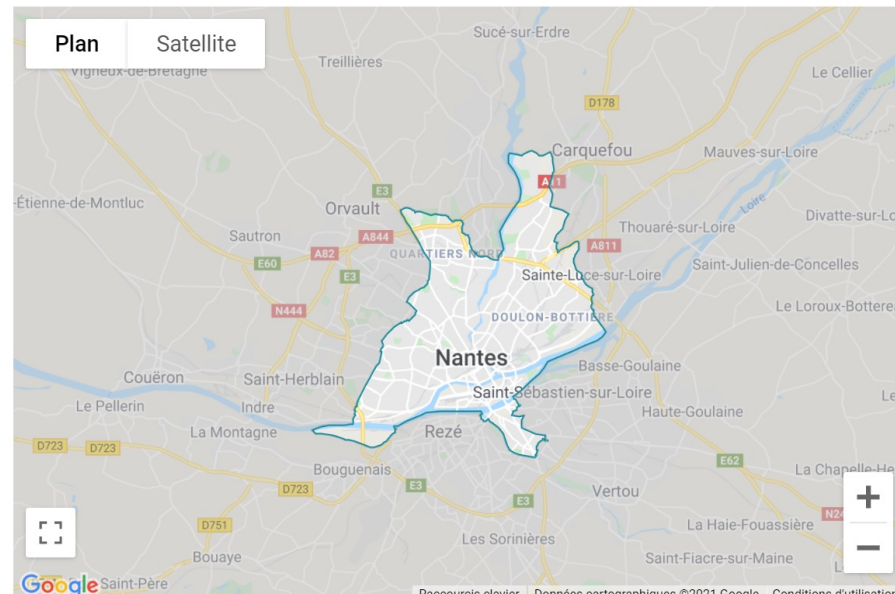 Plan Satellite
Sucé-sur-Erdre
Treillières
Vigneux-de-Bretagne
Le Cellier
D178
Carquefou
Mauves-sur-Loire
A11
E3
-Étienne-de-Montluc
Orvault
Loire
Divatte-sur-Lo
Thouaré-sur-Loire
Sautron
A844
A811
A82
QUARTIERS NORD
E60
Saint-Julien-de-Concelles
E3
Sainte-Luce-sur-Loire
N444
Le Loroux-Bottere
DOULON-BOTTIÈRE
Nantes
Basse-Goulaine
Couëron
Saint-Herblain
Saint-Sébastien-sur-Loire
Le
Le Pellerin
Indre
Haute-Goulaine
La Montagne
Rezé
D723
D723
E62
Bouguenais
La Chapelle-He
E3
D723
Vertou
E3
N24
D751
La Haie-Fouassière
Les Sorinières
Bouaye
Saint-Fiacre-sur-Maine
Google
Saint-Père
Raccourcis clavier Données cartographiques ©2021 Google Conditions d'utilisation